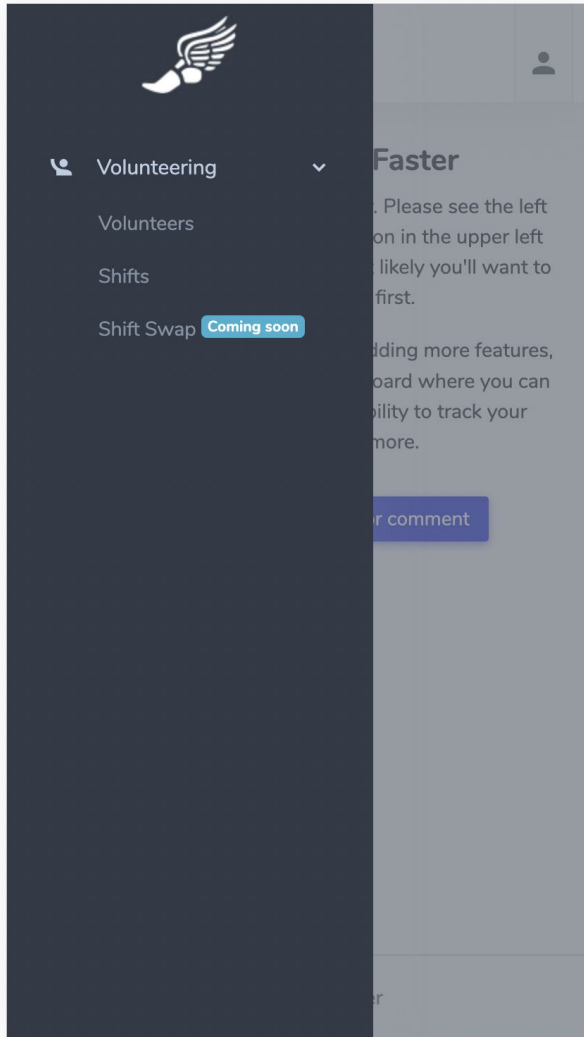 Volunteering
Volunteers
Shifts
Shift Swap Coming soon
Faster
. Please see the left
on in the upper left
likely you'll want to
first.
dding more features,
oard where you can
bility to track your
more.
r comment
er